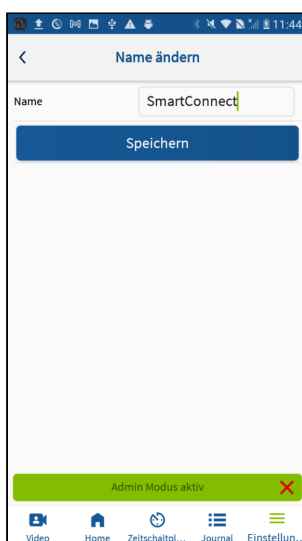 11:44
Name ändern
Name SmartConnect
Speichern
Admin Modus aktiv
Video Home Zeitschaltpl... Journal Einstellun...